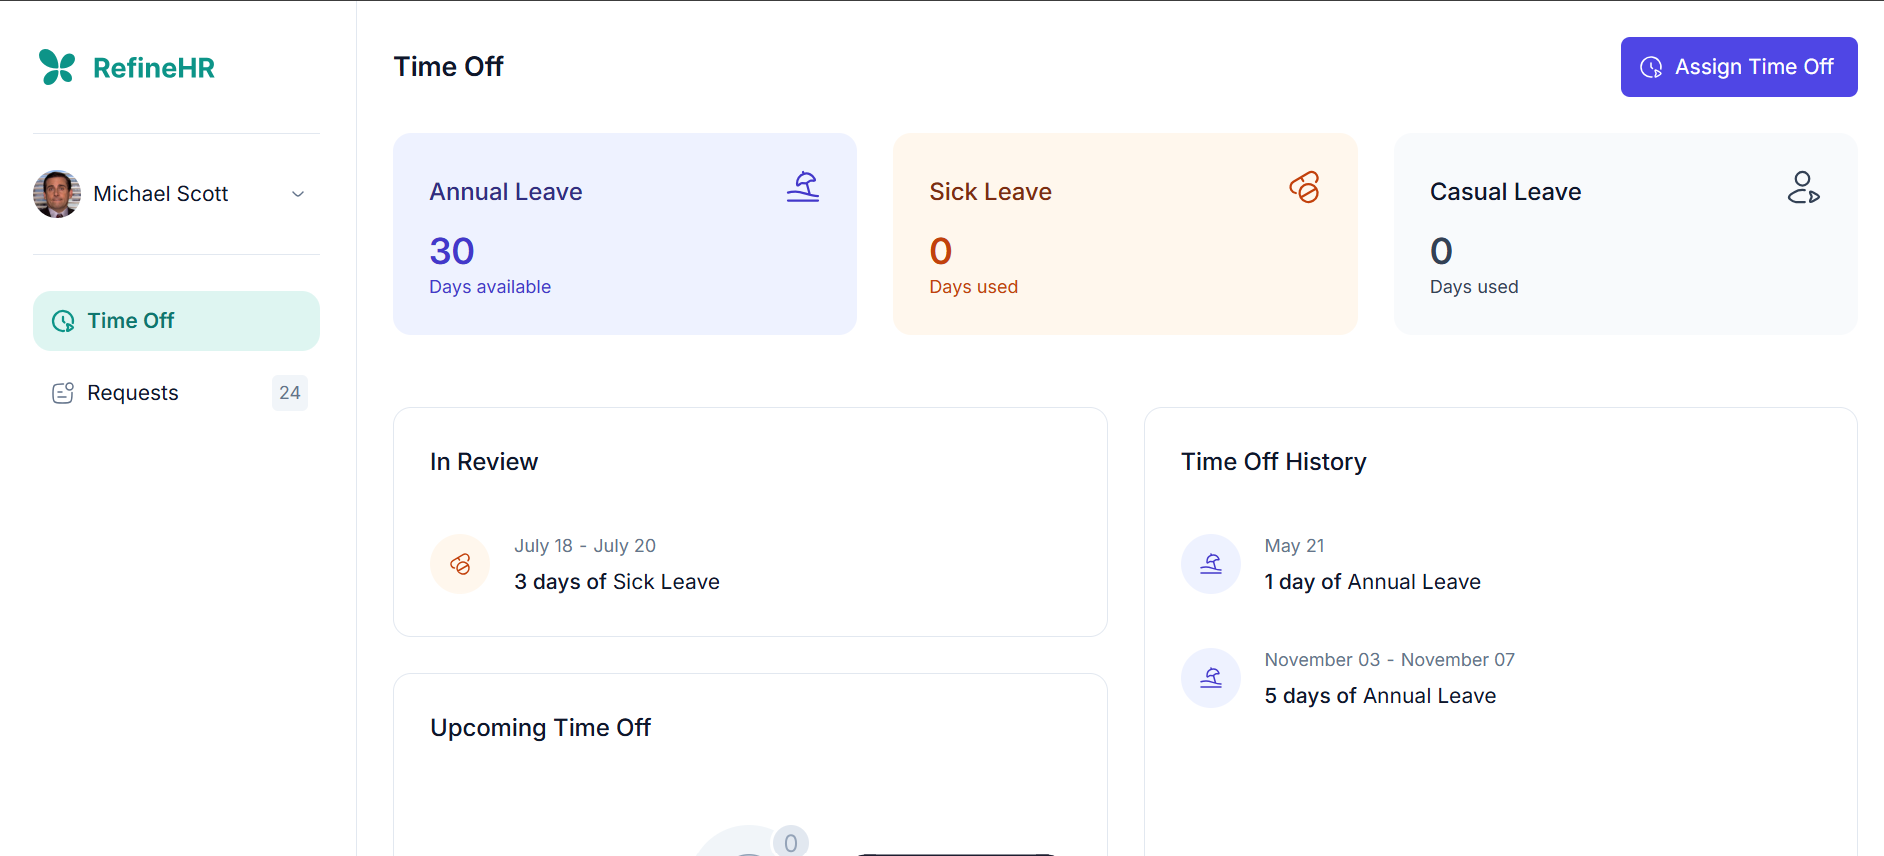 RefineHR
Michael Scott
Time Off
Requests
24
Time Off
Assign Time Off
Annual Leave
30
Days available
Sick Leave
0
Days used
Casual Leave
0
Days used
In Review
July 18 - July 20
3 days of Sick Leave
Upcoming Time Off
0
Time Off History
May 21
1 day of Annual Leave
November 03 - November 07
5 days of Annual Leave